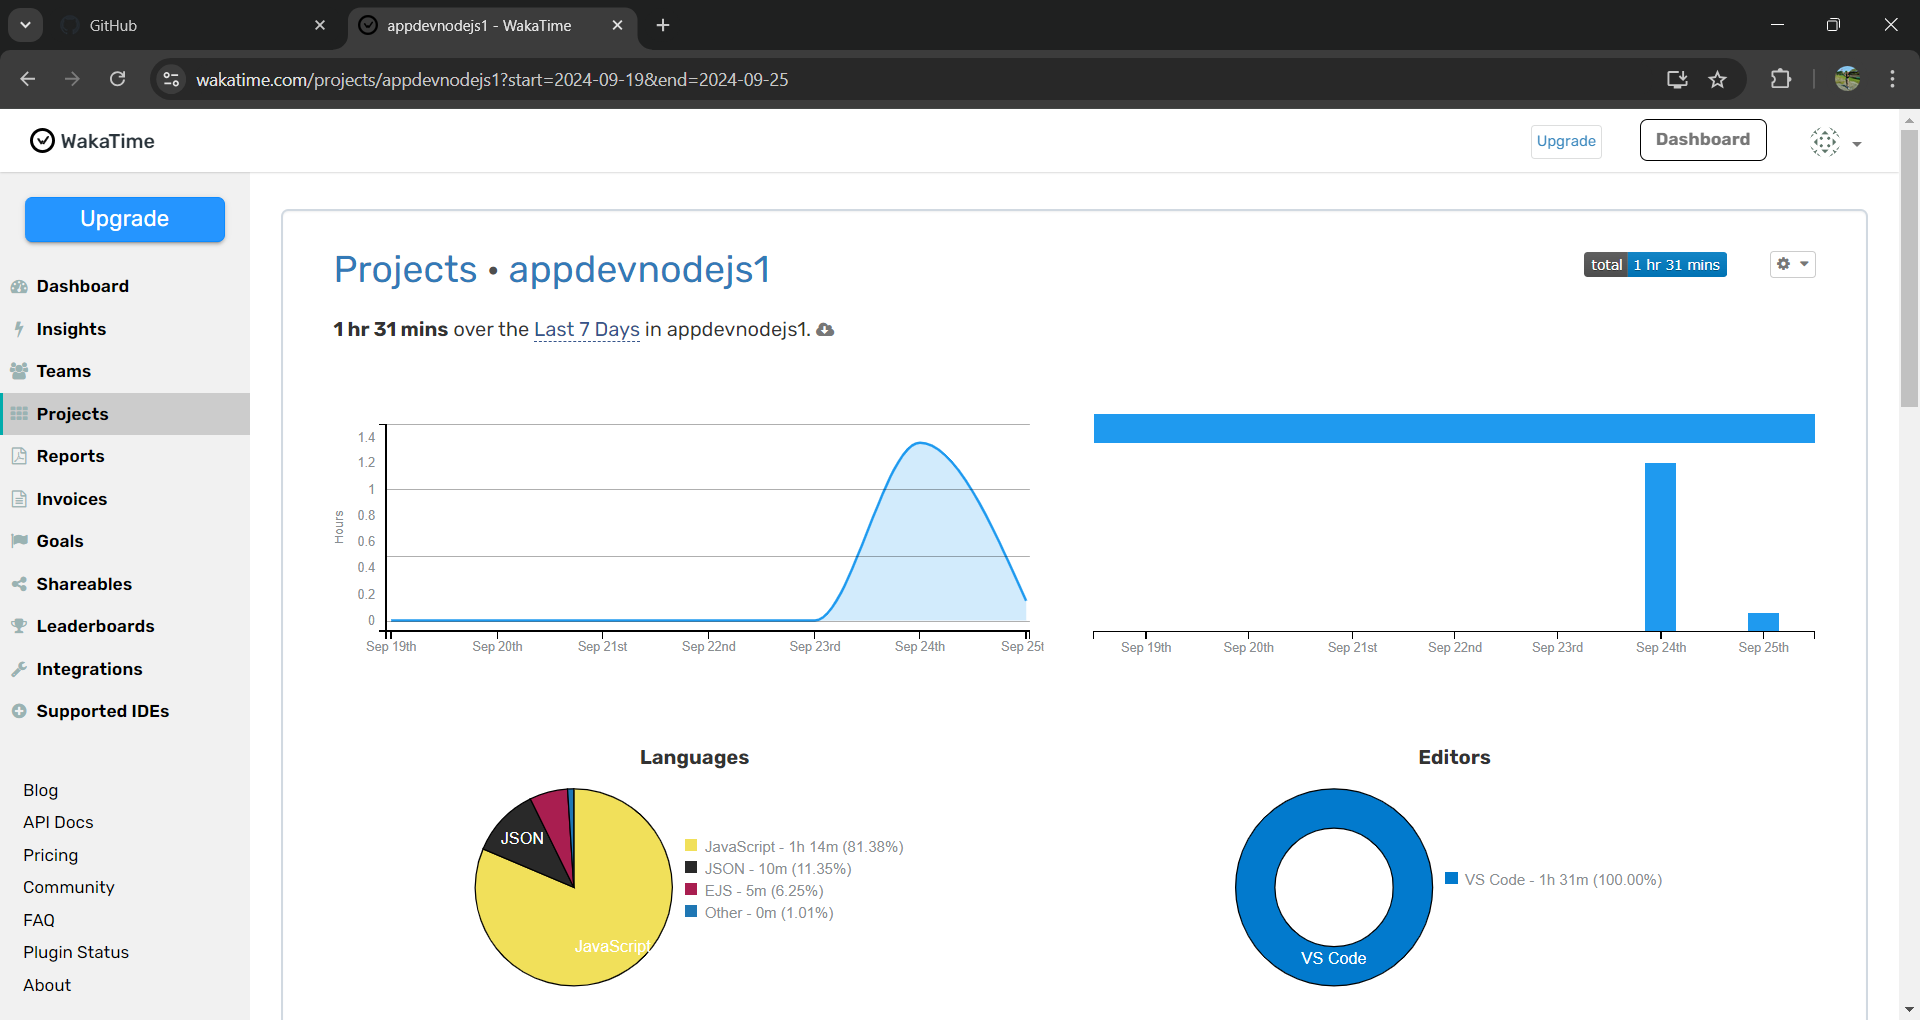 GitHub
appdevnodejs1 - WakaTime
wakatime.com/projects/appdevnodejs1?start=2024-09-19&end=2024-09-25
WakaTime
Upgrade
Dashboard
Upgrade
Dashboard
Insights
Teams
Projects
Reports
Invoices
Goals
Shareables
Leaderboards
Integrations
Supported IDEs
Blog
API Docs
Pricing
Community
FAQ
Plugin Status
About
Projects • appdevnodejs1
total 1 hr 31 mins
1 hr 31 mins over the Last 7 Days in appdevnodejs1.
Hours
1.4
1.2
1
0.8
0.6
0.4
0.2
0
Sep 19th Sep 20th Sep 21st Sep 22nd Sep 23rd Sep 24th Sep 25t
Sep 19th Sep 20th Sep 21st Sep 22nd Sep 23rd Sep 24th Sep 25th
Languages
JSON
JavaScript
JavaScript - 1h 14m (81.38%)
JSON - 10m (11.35%)
EJS - 5m (6.25%)
Other - 0m (1.01%)
Editors
VS Code
VS Code - 1h 31m (100.00%)